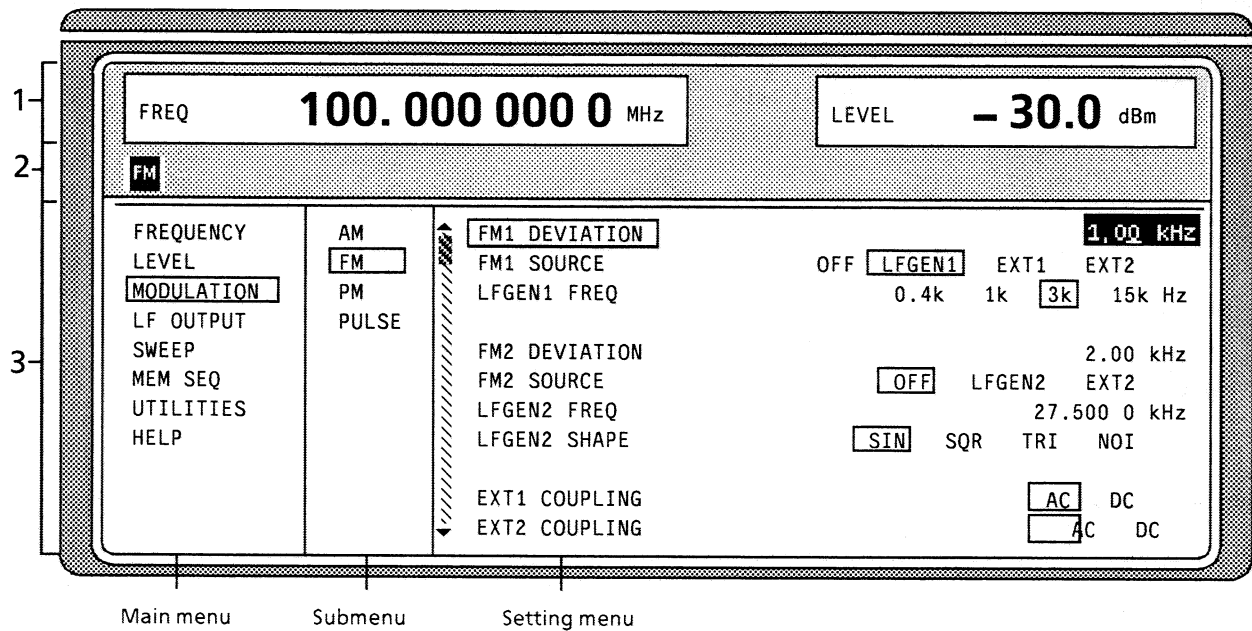 1
FREQ 100. 000 000 0 MHz
LEVEL – 30.0 dBm
2
FM
3
FREQUENCY
LEVEL
MODULATION
LF OUTPUT
SWEEP
MEM SEQ
UTILITIES
HELP
AM
FM
PM
PULSE
FM1 DEVIATION 1.00 kHz
FM1 SOURCE OFF LFGEN1 EXT1 EXT2
LFGEN1 FREQ 0.4k 1k 3k 15k Hz
FM2 DEVIATION 2.00 kHz
FM2 SOURCE OFF LFGEN2 EXT2
LFGEN2 FREQ 27.500 0 kHz
LFGEN2 SHAPE SIN SQR TRI NOI
EXT1 COUPLING AC DC
EXT2 COUPLING AC DC
Main menu
Submenu
Setting menu